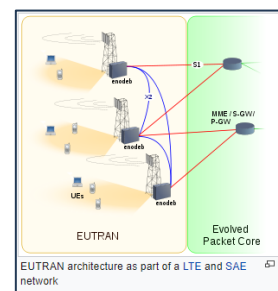 enodeb
S1
X2
MME / S-GW/
P-GW
enodeb
UEs
enodeb
EUTRAN
Evolved
Packet Core
EUTRAN architecture as part of a LTE and SAE
network